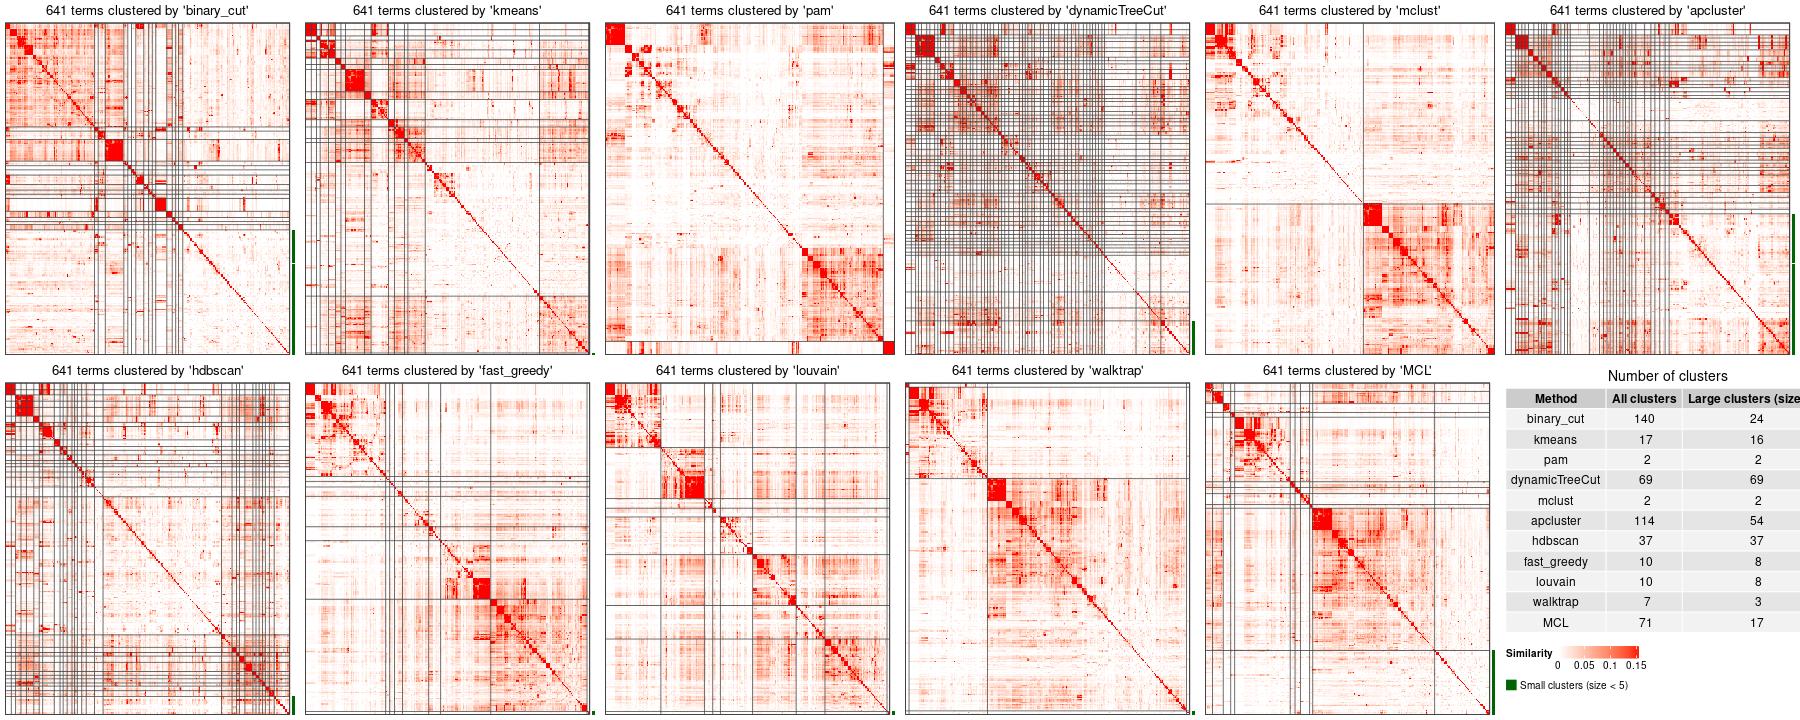 641 terms clustered by 'binary_cut'
641 terms clustered by 'kmeans'
641 terms clustered by 'pam'
641 terms clustered by 'dynamicTreeCut'
641 terms clustered by 'mclust'
641 terms clustered by 'apcluster'
641 terms clustered by 'hdbscan'
641 terms clustered by 'fast_greedy'
641 terms clustered by 'louvain'
641 terms clustered by 'walktrap'
641 terms clustered by 'MCL'
Number of clusters
Method All clusters Large clusters (size
binary_cut 140 24
kmeans 17 16
pam 2 2
dynamicTreeCut 69 69
mclust 2 2
apcluster 114 54
hdbscan 37 37
fast_greedy 10 8
louvain 10 8
walktrap 7 3
MCL 71 17
Similarity
0 0.05 0.1 0.15
Small clusters (size < 5)